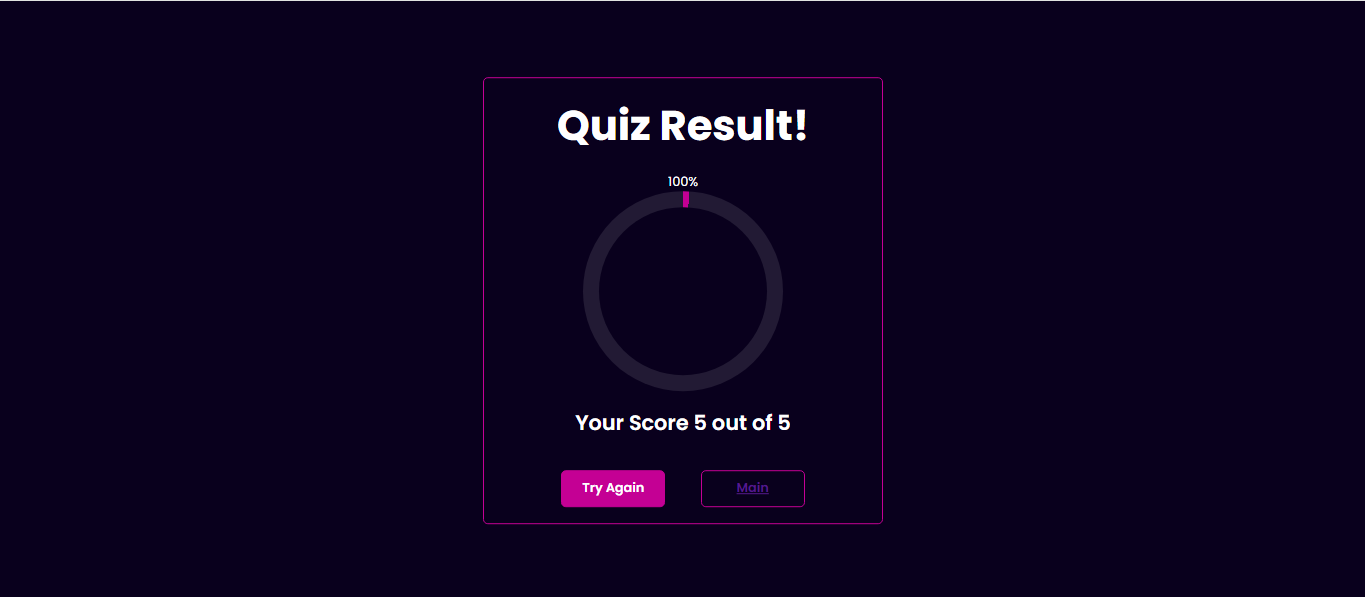 Quiz Result!
100%
Your Score 5 out of 5
Try Again
Main